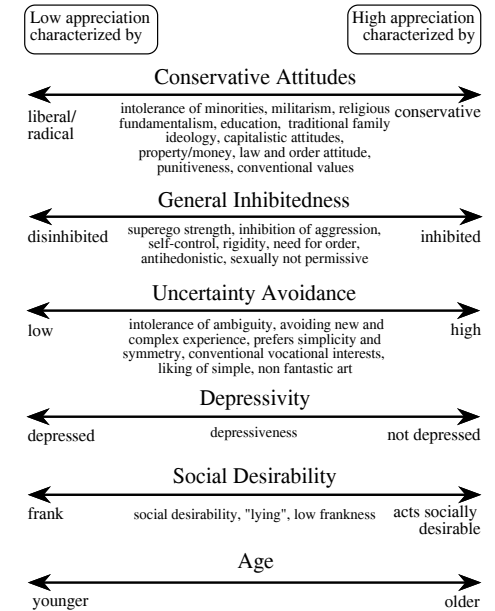 Low appreciation
characterized by
High appreciation
characterized by
Conservative Attitudes
liberal/
radical
intolerance of minorities, militarism, religious
fundamentalism, education, traditional family
ideology, capitalistic attitudes,
property/money, law and order attitude,
punitiveness, conventional values
conservative
General Inhibitedness
disinhibited
superego strength, inhibition of aggression,
self-control, rigidity, need for order,
antihedonistic, sexually not permissive
inhibited
Uncertainty Avoidance
low
intolerance of ambiguity, avoiding new and
complex experience, prefers simplicity and
symmetry, conventional vocational interests,
liking of simple, non fantastic art
high
Depressivity
depressed
depressiveness
not depressed
Social Desirability
frank
social desirability, "lying", low frankness
acts socially
desirable
Age
younger
older